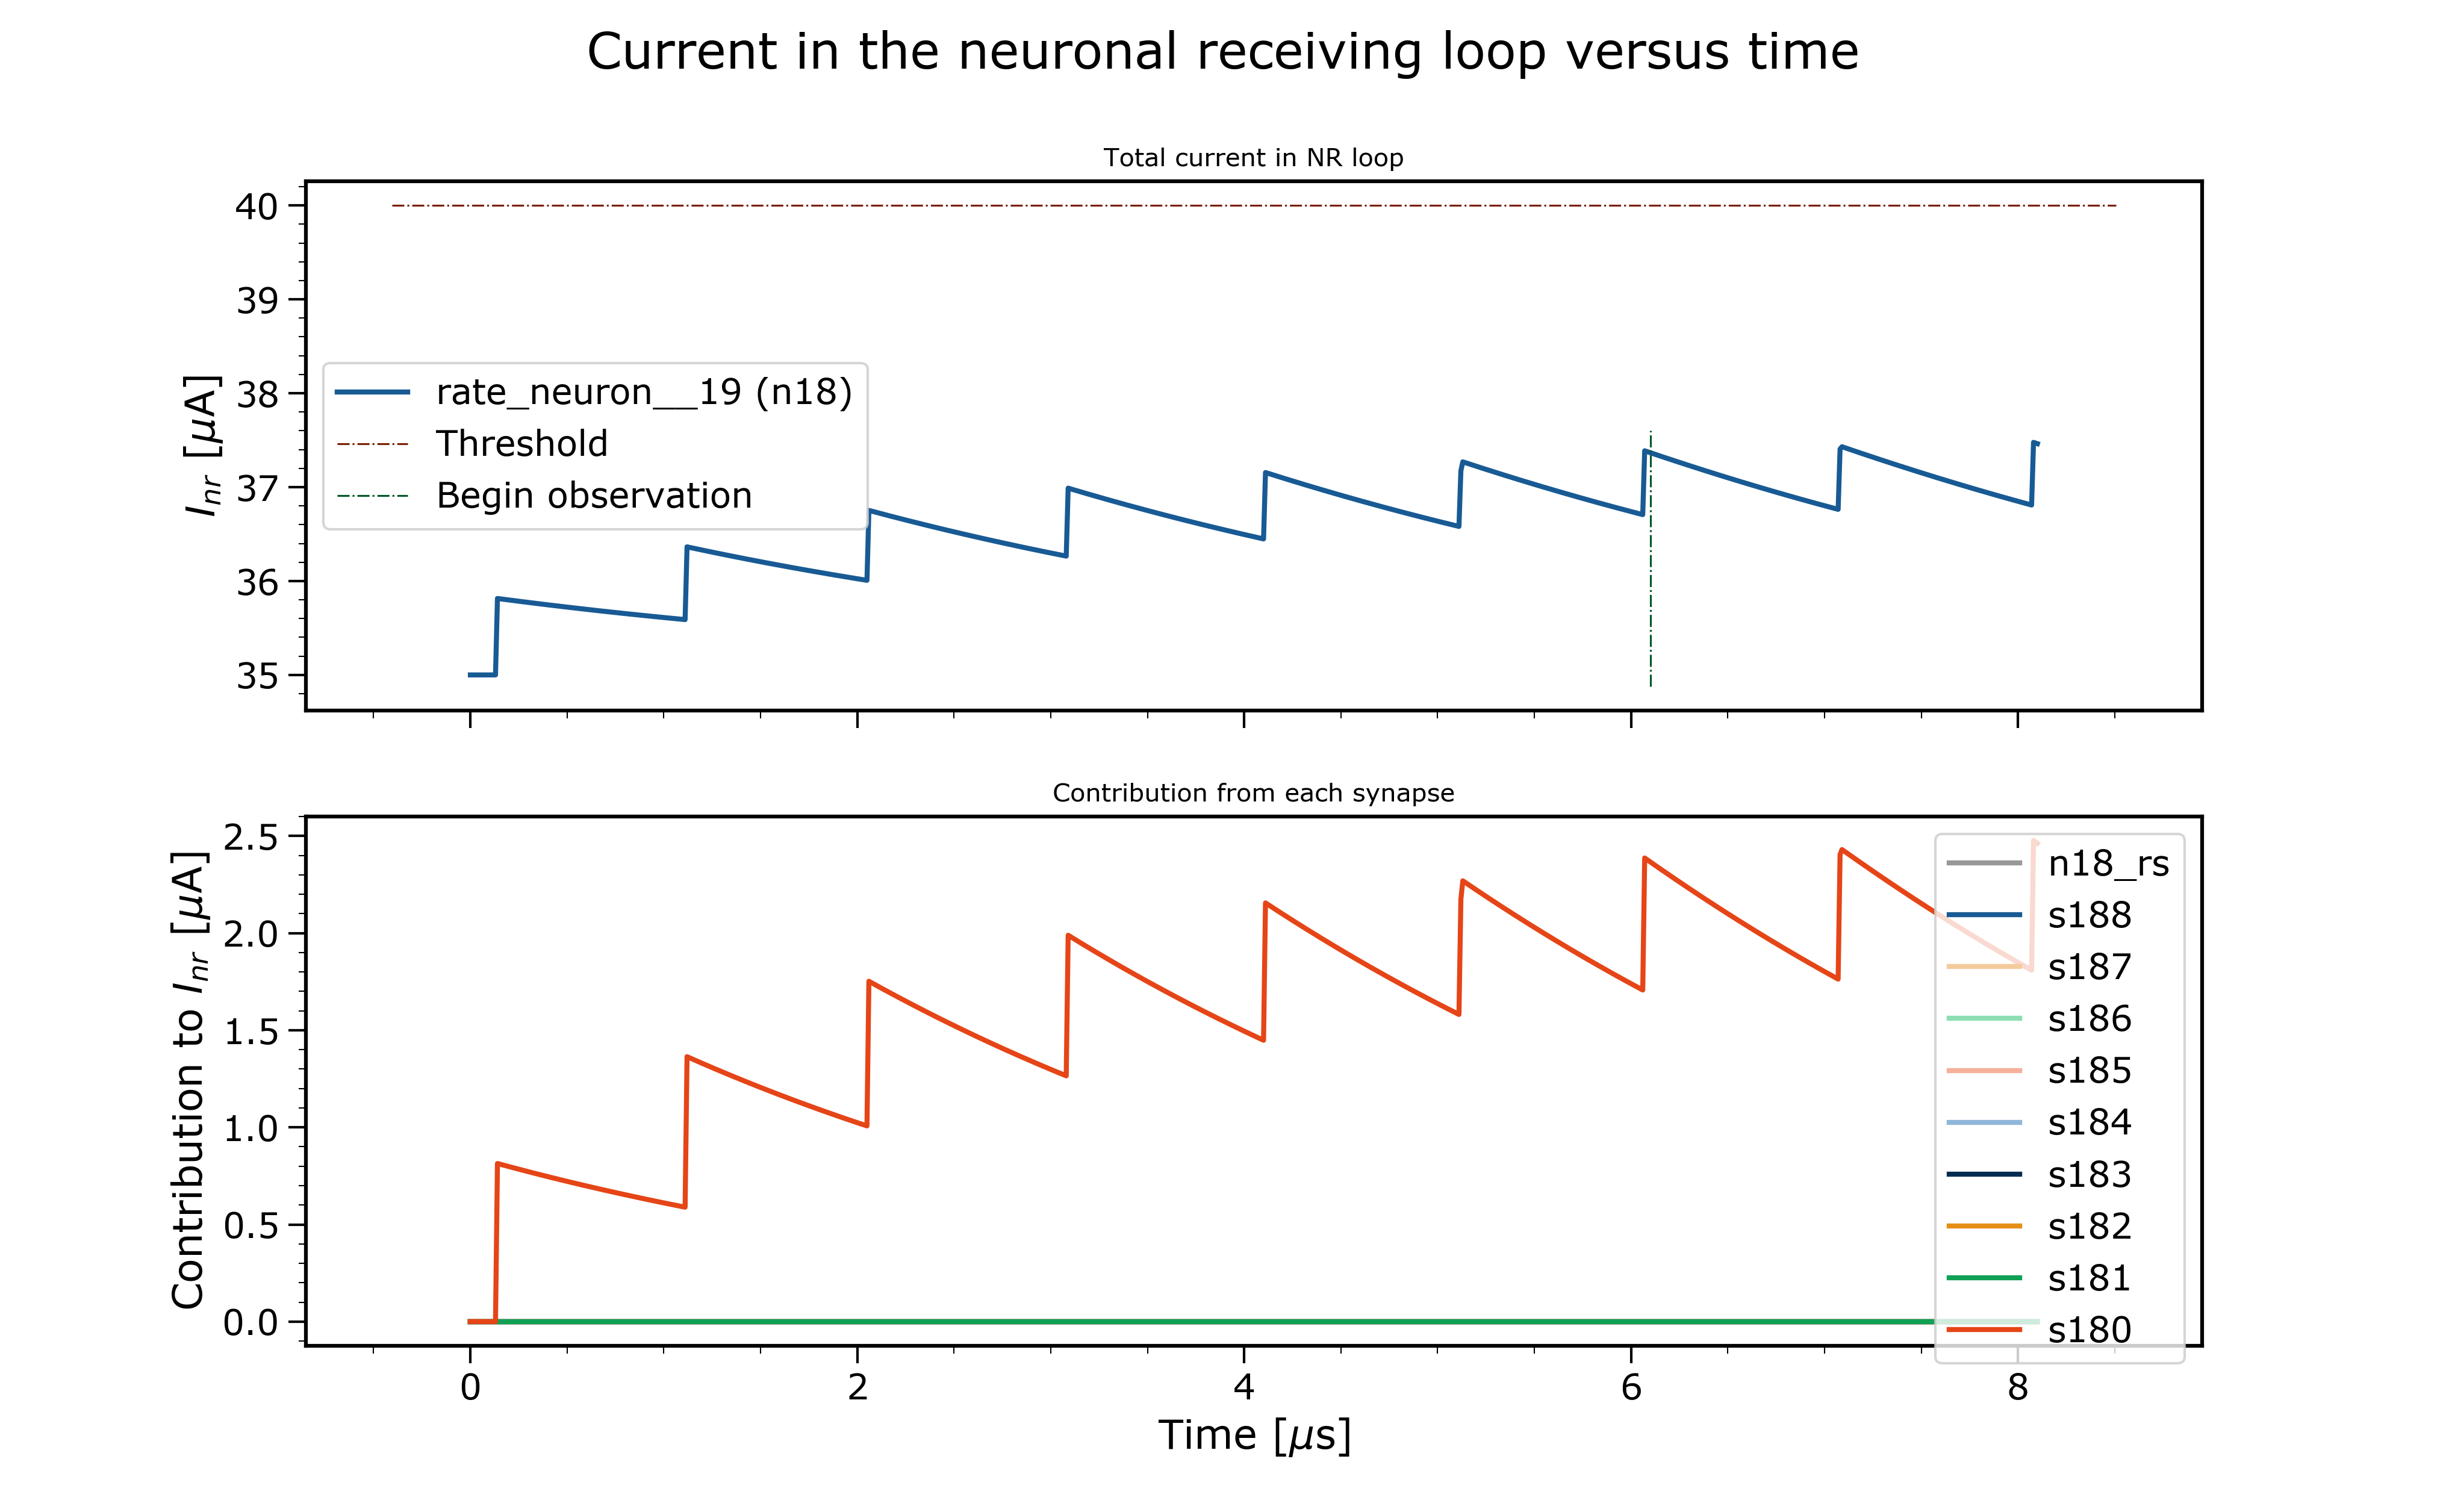 Current in the neuronal receiving loop versus time
Total current in NR loop
40
39
38
37
36
35
I_nr [μA]
rate_neuron__19 (n18)
Threshold
Begin observation
Contribution from each synapse
2.5
2.0
1.5
1.0
0.5
0.0
Contribution to I_nr [μA]
n18_rs
s188
s187
s186
s185
s184
s183
s182
s181
s180
0 2 4 6 8
Time [μs]